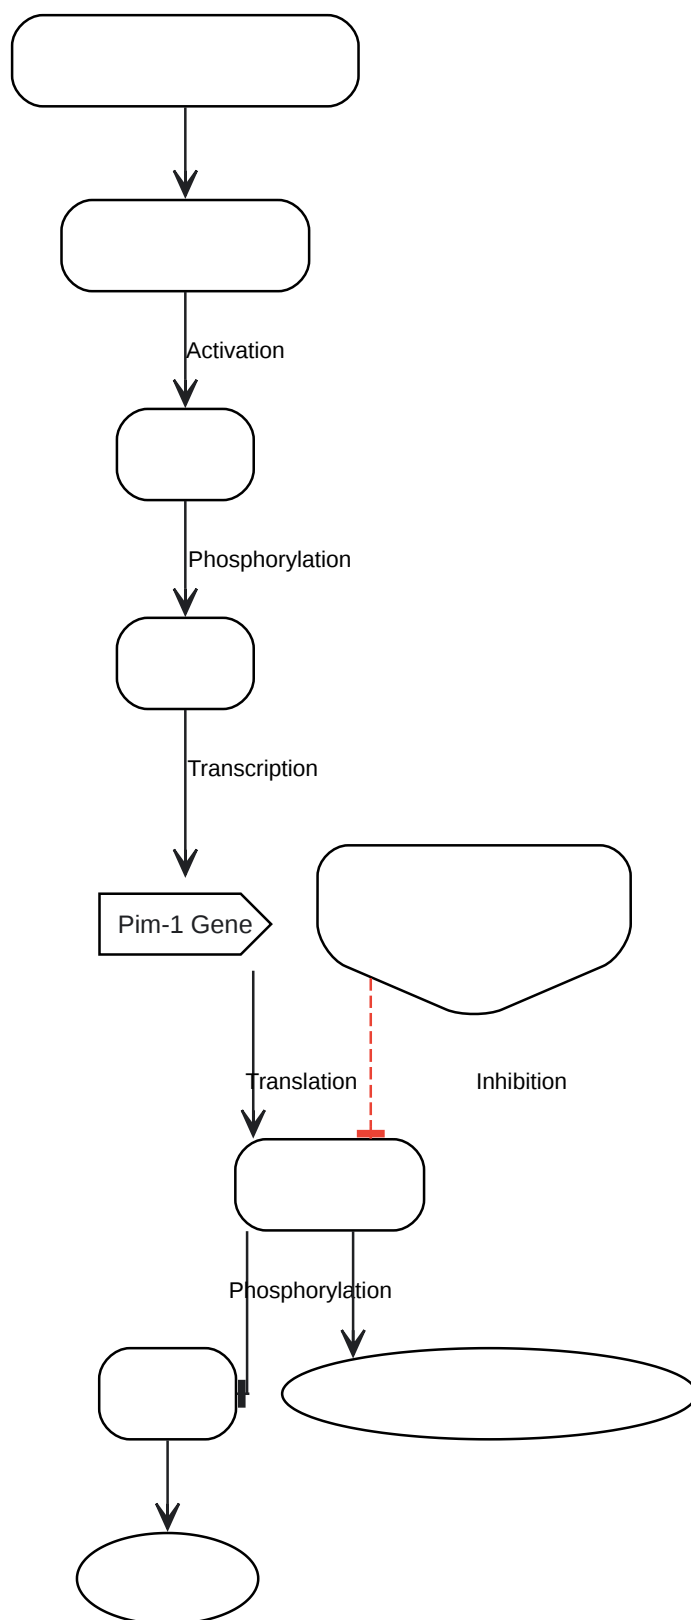 Activation
Phosphorylation
Transcription
Pim-1 Gene
Translation
Inhibition
Phosphorylation